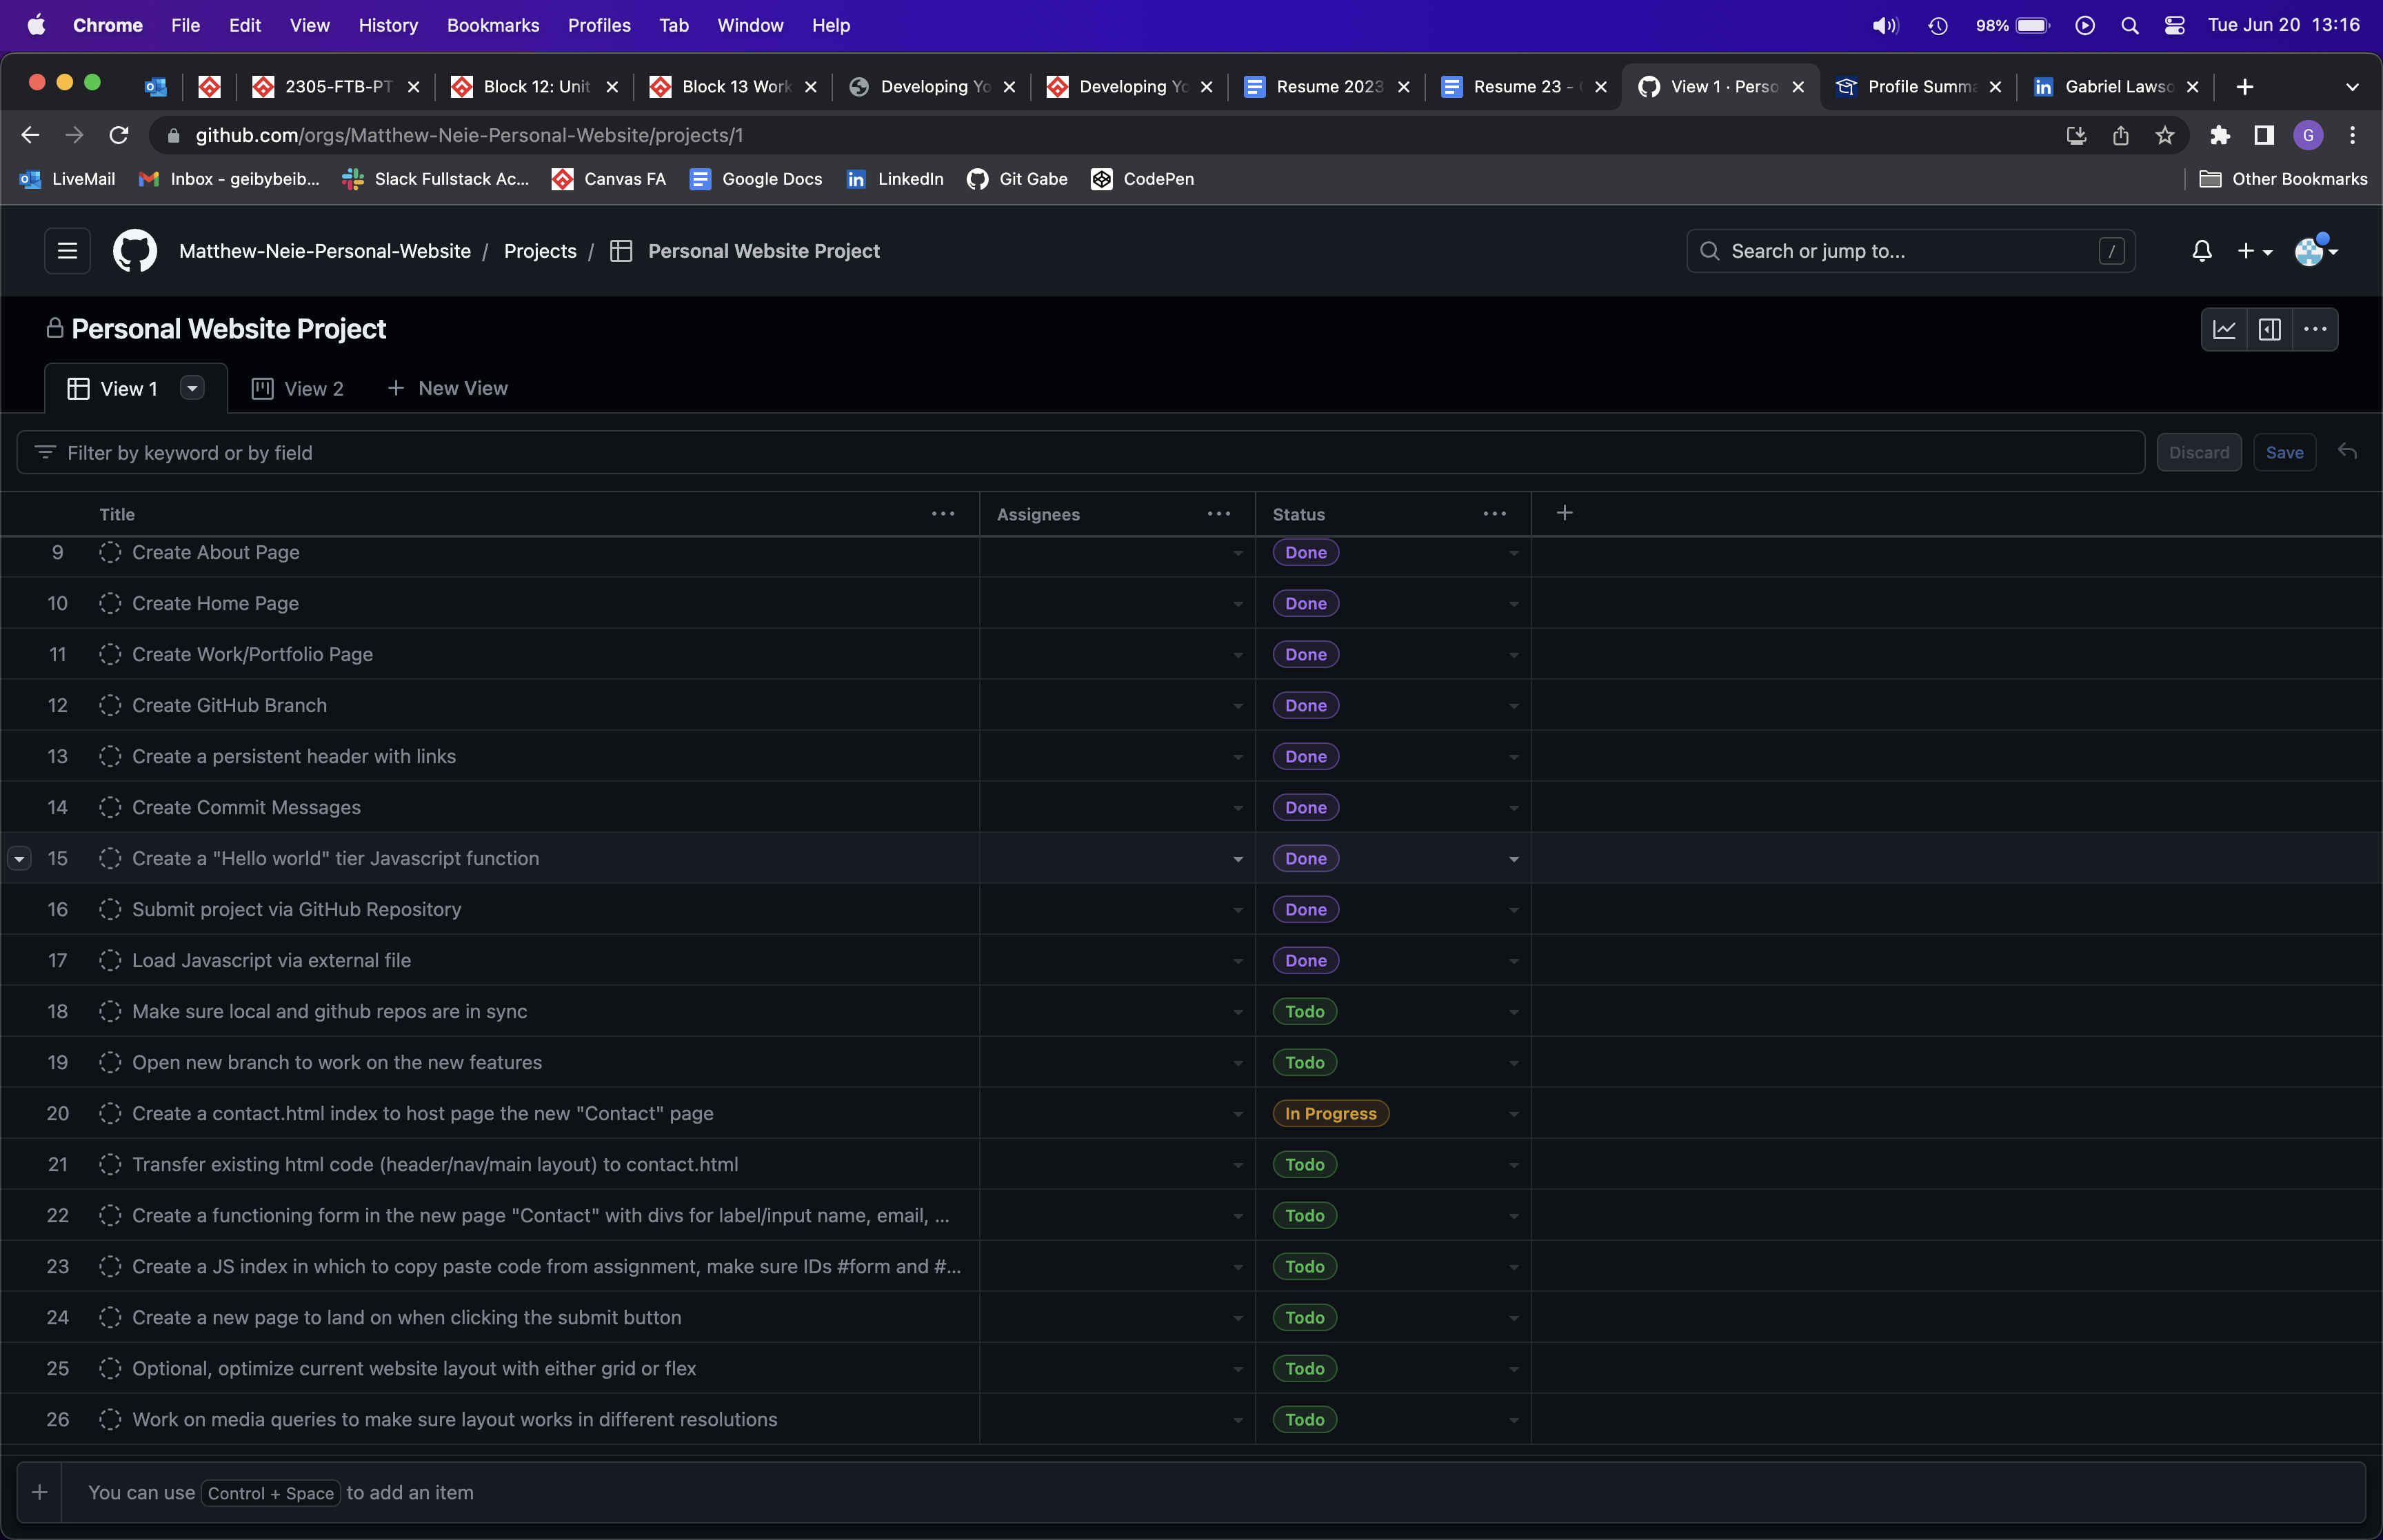 Chrome File Edit View History Bookmarks Profiles Tab Window Help 98% Tue Jun 20 13:16
2305-FTB-PT Block 12: Unit Block 13 Work Developing Yo Developing Yo Resume 2023 Resume 23 - View 1 · Perso Profile Summa Gabriel Lawso
github.com/orgs/Matthew-Neie-Personal-Website/projects/1 G
LiveMail Inbox - geibybeib... Slack Fullstack Ac... Canvas FA Google Docs LinkedIn Git Gabe CodePen Other Bookmarks
Matthew-Neie-Personal-Website / Projects / Personal Website Project Search or jump to... /
Personal Website Project
View 1 View 2 New View
Filter by keyword or by field Discard Save
Title Assignees Status
9 Create About Page Done
10 Create Home Page Done
11 Create Work/Portfolio Page Done
12 Create GitHub Branch Done
13 Create a persistent header with links Done
14 Create Commit Messages Done
15 Create a "Hello world" tier Javascript function Done
16 Submit project via GitHub Repository Done
17 Load Javascript via external file Done
18 Make sure local and github repos are in sync Todo
19 Open new branch to work on the new features Todo
20 Create a contact.html index to host page the new "Contact" page In Progress
21 Transfer existing html code (header/nav/main layout) to contact.html Todo
22 Create a functioning form in the new page "Contact" with divs for label/input name, email, ... Todo
23 Create a JS index in which to copy paste code from assignment, make sure IDs #form and #... Todo
24 Create a new page to land on when clicking the submit button Todo
25 Optional, optimize current website layout with either grid or flex Todo
26 Work on media queries to make sure layout works in different resolutions Todo
You can use Control + Space to add an item